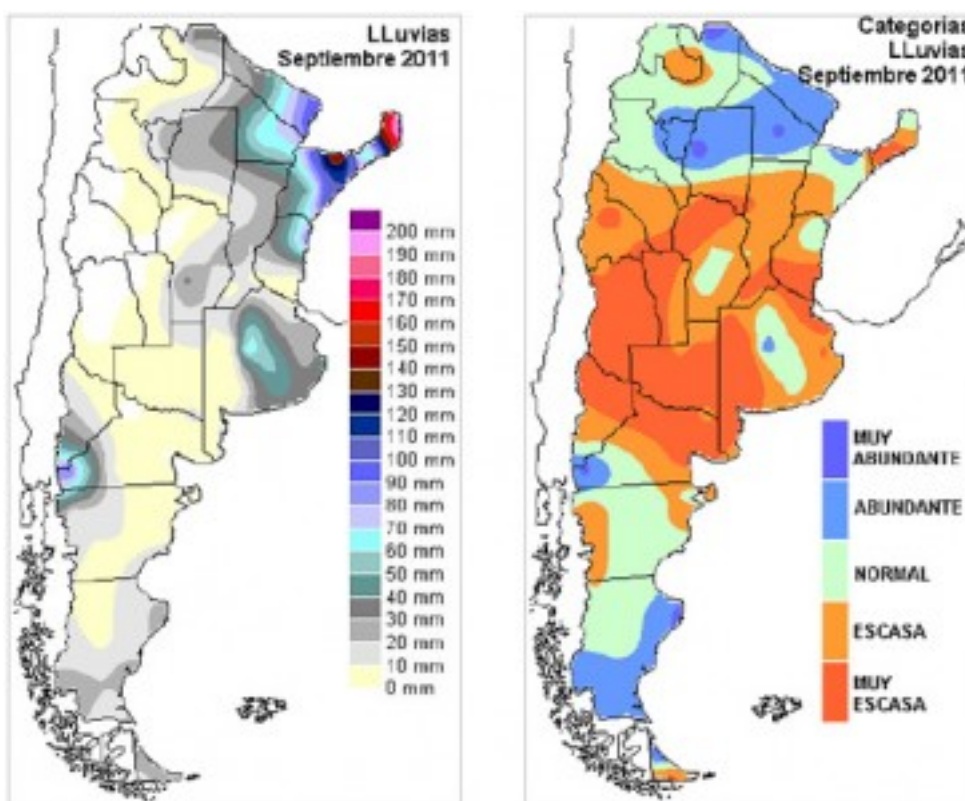 LLuvias
Septiembre 2011
200 mm
190 mm
180 mm
170 mm
160 mm
150 mm
140 mm
130 mm
120 mm
110 mm
100 mm
90 mm
80 mm
70 mm
60 mm
50 mm
40 mm
30 mm
20 mm
10 mm
0 mm
Categorias
LLuvias
Septiembre 2011
MUY
ABUNDANTE
ABUNDANTE
NORMAL
ESCASA
MUY
ESCASA